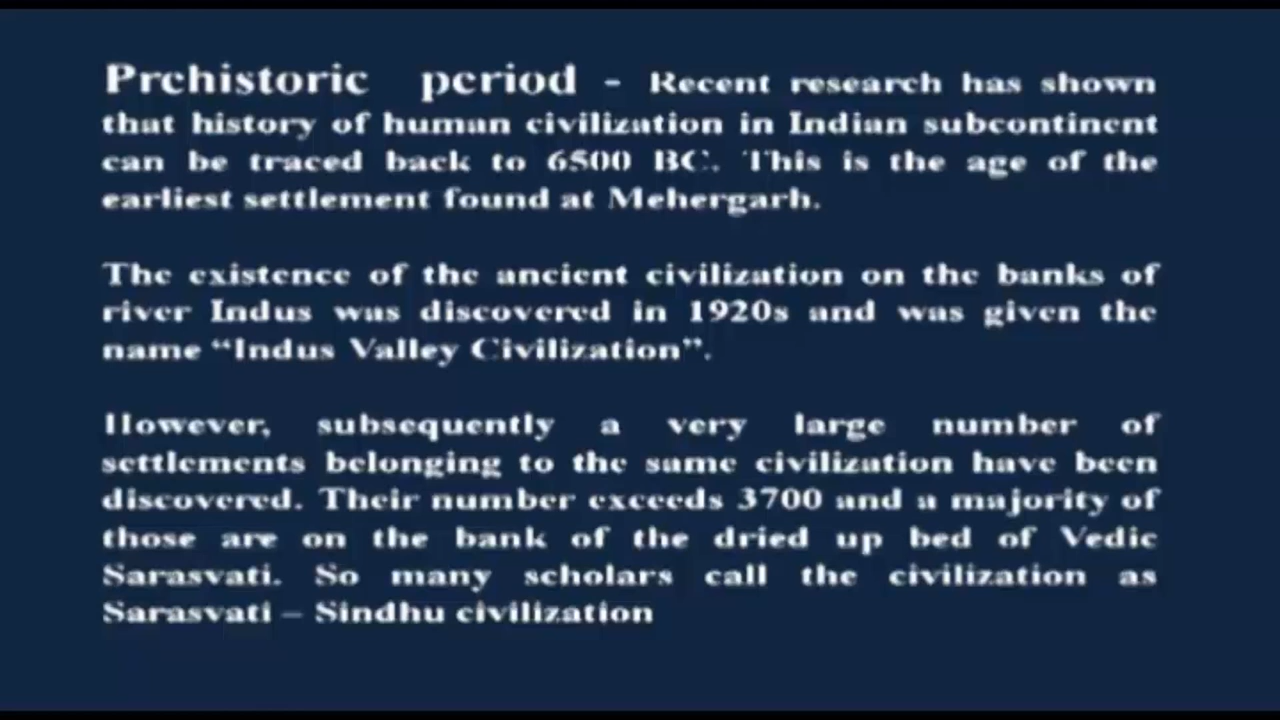 Prehistoric period - Recent research has shown
that history of human civilization in Indian subcontinent
can be traced back to 6500 BC. This is the age of the
earliest settlement found at Mehergarh.
The existence of the ancient civilization on the banks of
river Indus was discovered in 1920s and was given the
name “Indus Valley Civilization”.
However, subsequently a very large number of
settlements belonging to the same civilization have been
discovered. Their number exceeds 3700 and a majority of
those are on the bank of the dried up bed of Vedic
Sarasvati. So many scholars call the civilization as
Sarasvati – Sindhu civilization